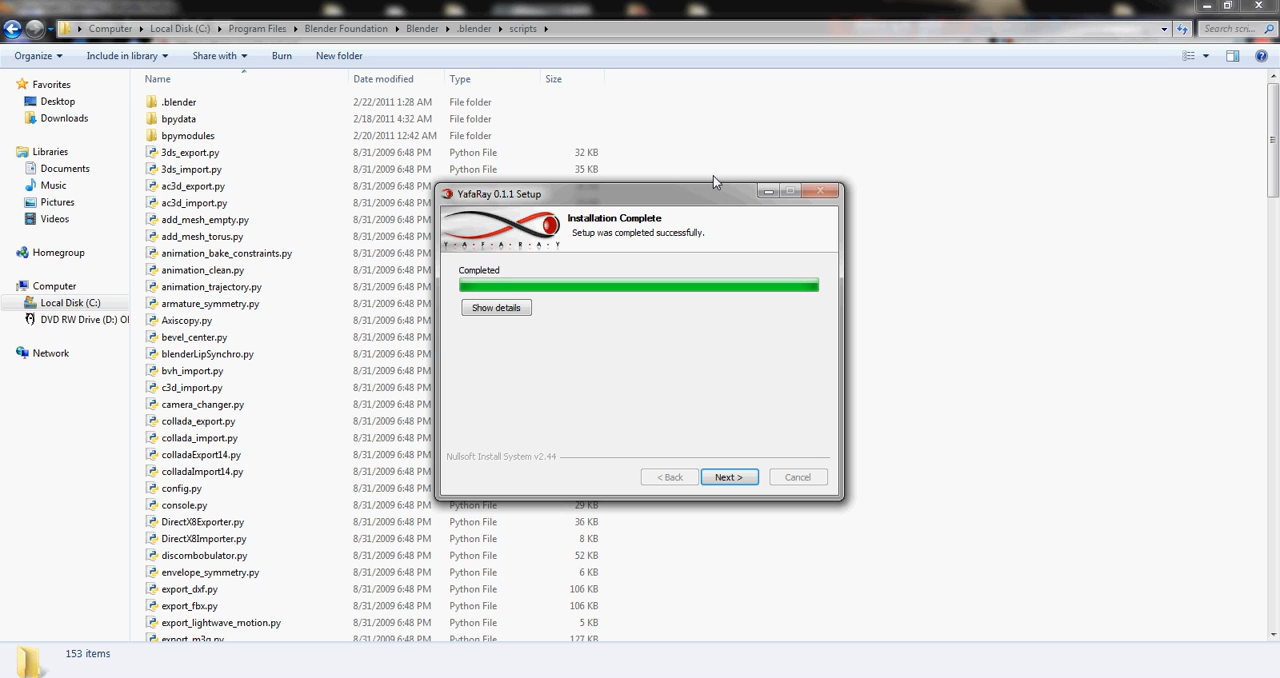 Computer Local Disk (C:) Program Files Blender Foundation Blender .blender scripts
Search scri...
Organize Include in library Share with Burn New folder
Name Date modified Type Size
Favorites
Desktop
Downloads
Libraries
Documents
Music
Pictures
Videos
Homegroup
Computer
Local Disk (C:)
DVD RW Drive (D:) Ol
Network
.blender 2/22/2011 1:28 AM File folder
bpydata 2/18/2011 4:32 AM File folder
bpymodules 2/20/2011 12:42 AM File folder
3ds_export.py 8/31/2009 6:48 PM Python File 32 KB
3ds_import.py 8/31/2009 6:48 PM Python File 35 KB
ac3d_export.py 8/31/2009 6:48 PM
ac3d_import.py 8/31/2009 6:48 PM
add_mesh_empty.py 8/31/2009 6:48 PM
add_mesh_torus.py 8/31/2009 6:48 PM
animation_bake_constraints.py 8/31/2009 6:48 PM
animation_clean.py 8/31/2009 6:48 PM
animation_trajectory.py 8/31/2009 6:48 PM
armature_symmetry.py 8/31/2009 6:48 PM
Axiscopy.py 8/31/2009 6:48 PM
bevel_center.py 8/31/2009 6:48 PM
blenderLipSynchro.py 8/31/2009 6:48 PM
bvh_import.py 8/31/2009 6:48 PM
c3d_import.py 8/31/2009 6:48 PM
camera_changer.py 8/31/2009 6:48 PM
collada_export.py 8/31/2009 6:48 PM
collada_import.py 8/31/2009 6:48 PM
colladaExport14.py 8/31/2009 6:48 PM
colladaImport14.py 8/31/2009 6:48 PM
config.py 8/31/2009 6:48 PM
console.py 8/31/2009 6:48 PM Python File 29 KB
DirectX8Exporter.py 8/31/2009 6:48 PM Python File 36 KB
DirectX8Importer.py 8/31/2009 6:48 PM Python File 8 KB
discombobulator.py 8/31/2009 6:48 PM Python File 52 KB
envelope_symmetry.py 8/31/2009 6:48 PM Python File 6 KB
export_dxf.py 8/31/2009 6:48 PM Python File 106 KB
export_fbx.py 8/31/2009 6:48 PM Python File 106 KB
export_lightwave_motion.py 8/31/2009 6:48 PM Python File 5 KB
export_m3g.py 8/31/2009 6:48 PM Python File 127 KB
YafaRay 0.1.1 Setup
Y·A·F·A·R·A·Y
Installation Complete
Setup was completed successfully.
Completed
Show details
Nullsoft Install System v2.44
< Back Next > Cancel
153 items